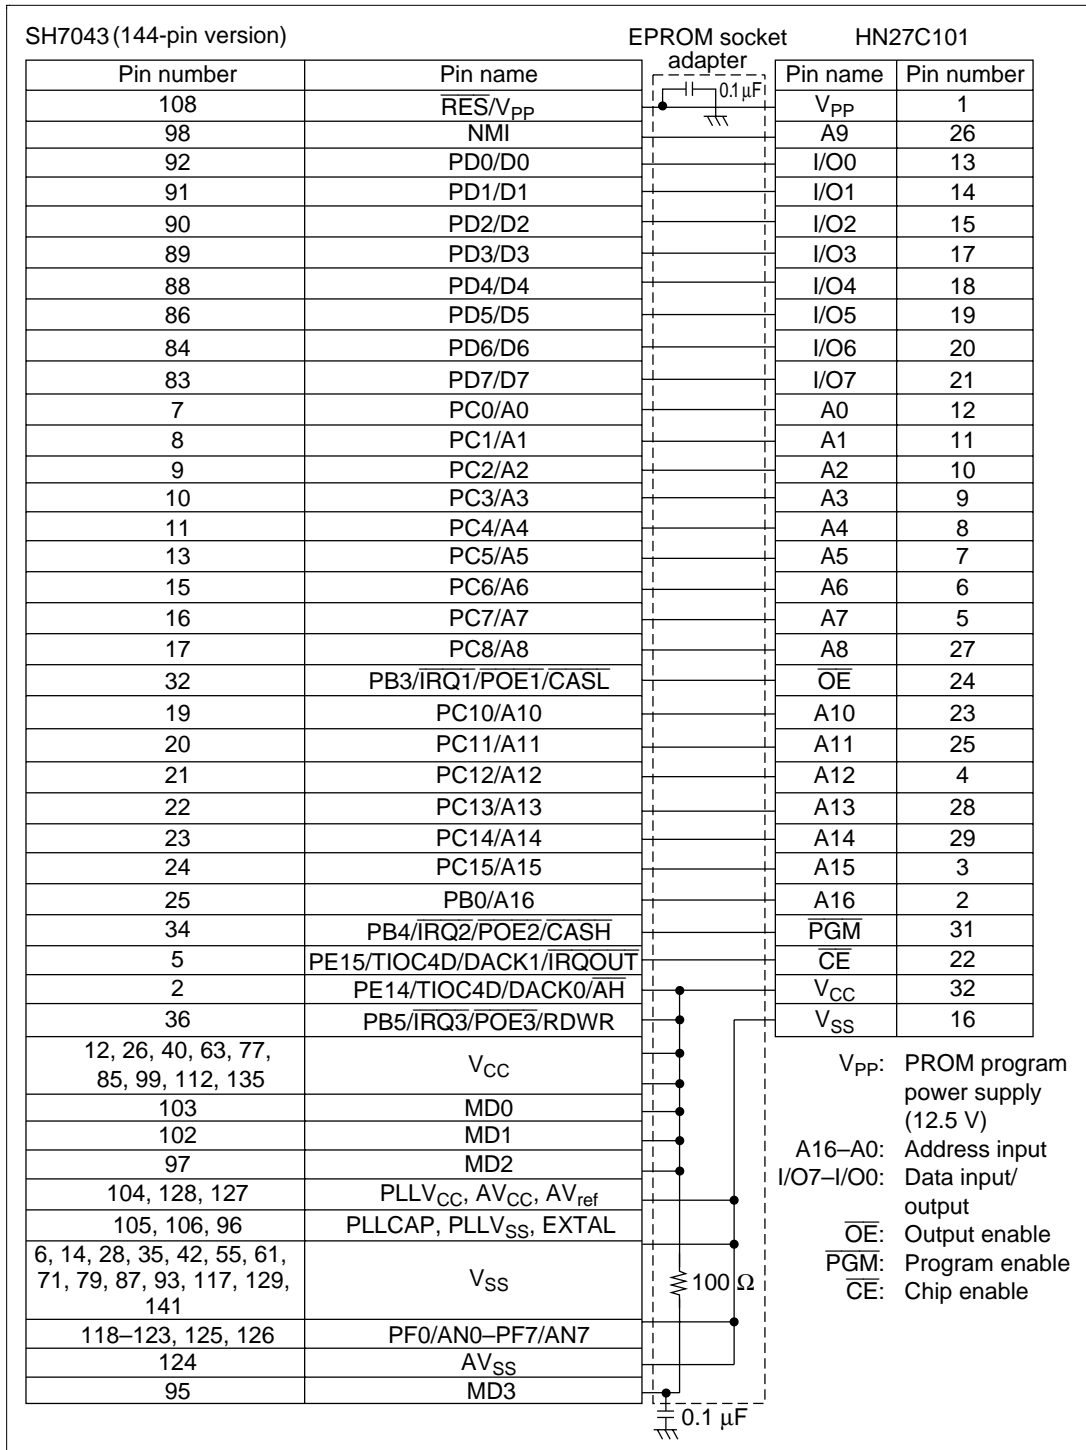 SH7043 (144-pin version) EPROM socket adapter HN27C101
Pin number Pin name Pin name Pin number
108 RES/VPP 0.1 µF VPP 1
98 NMI A9 26
92 PD0/D0 I/O0 13
91 PD1/D1 I/O1 14
90 PD2/D2 I/O2 15
89 PD3/D3 I/O3 17
88 PD4/D4 I/O4 18
86 PD5/D5 I/O5 19
84 PD6/D6 I/O6 20
83 PD7/D7 I/O7 21
7 PC0/A0 A0 12
8 PC1/A1 A1 11
9 PC2/A2 A2 10
10 PC3/A3 A3 9
11 PC4/A4 A4 8
13 PC5/A5 A5 7
15 PC6/A6 A6 6
16 PC7/A7 A7 5
17 PC8/A8 A8 27
32 PB3/IRQ1/POE1/CASL OE 24
19 PC10/A10 A10 23
20 PC11/A11 A11 25
21 PC12/A12 A12 4
22 PC13/A13 A13 28
23 PC14/A14 A14 29
24 PC15/A15 A15 3
25 PB0/A16 A16 2
34 PB4/IRQ2/POE2/CASH PGM 31
5 PE15/TIOC4D/DACK1/IRQOUT CE 22
2 PE14/TIOC4D/DACK0/AH VCC 32
36 PB5/IRQ3/POE3/RDWR VSS 16
12, 26, 40, 63, 77,
85, 99, 112, 135 VCC
103 MD0
102 MD1
97 MD2
104, 128, 127 PLLVCC, AVCC, AVref
105, 106, 96 PLLCAP, PLLVSS, EXTAL
6, 14, 28, 35, 42, 55, 61,
71, 79, 87, 93, 117, 129,
141 VSS
100 Ω
118–123, 125, 126 PF0/AN0–PF7/AN7
124 AVSS
95 MD3
0.1 µF
VPP: PROM program
power supply
(12.5 V)
A16–A0: Address input
I/O7–I/O0: Data input/
output
OE: Output enable
PGM: Program enable
CE: Chip enable